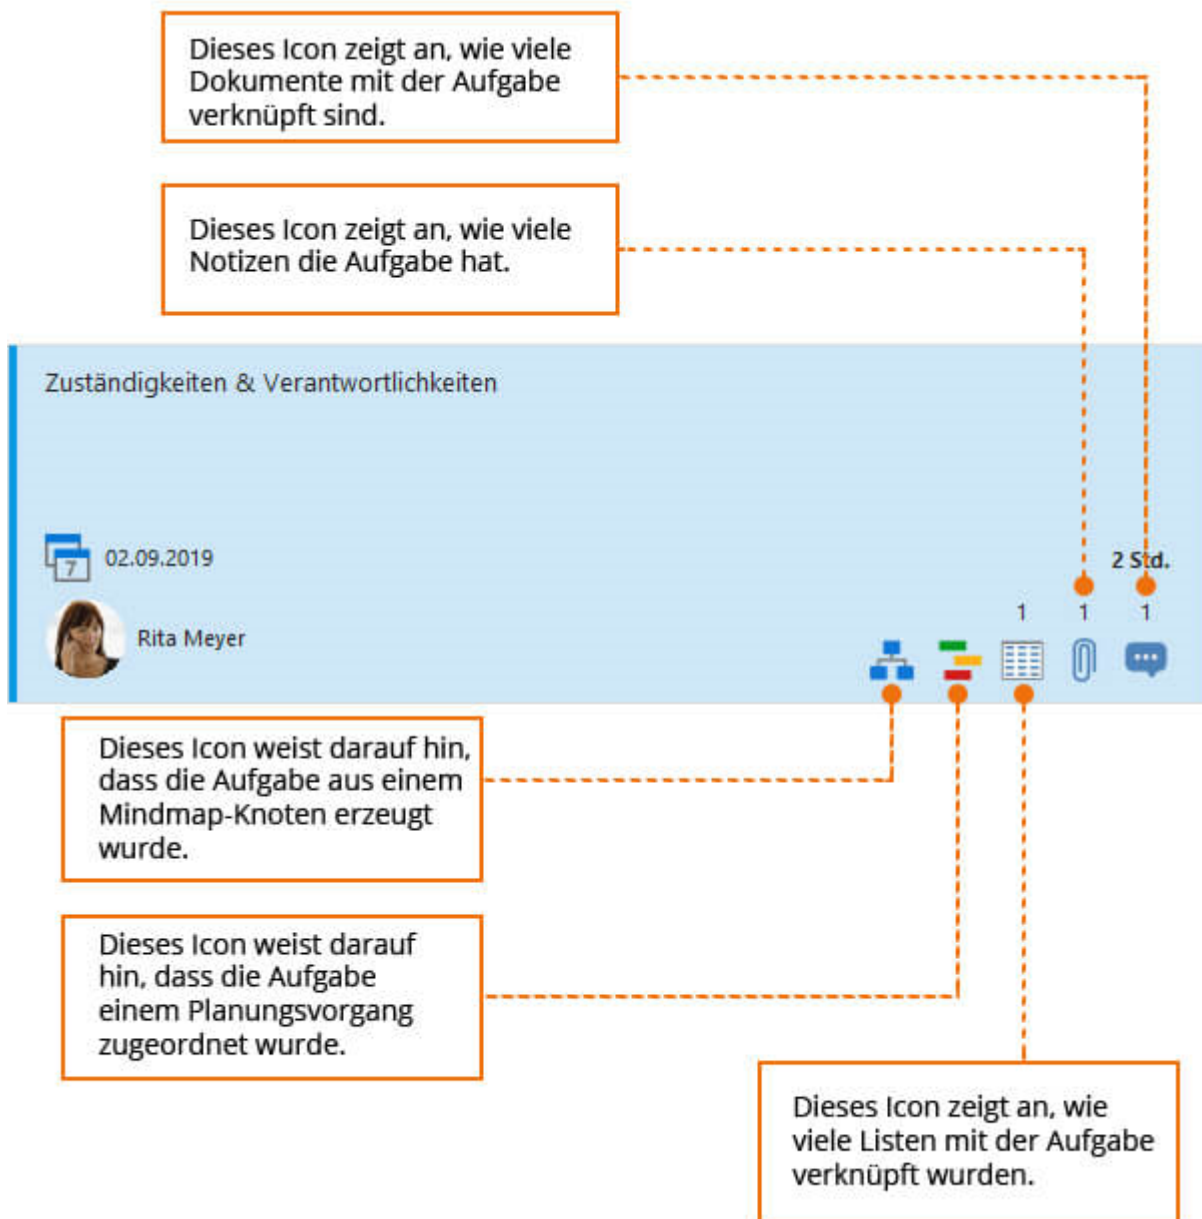 Dieses Icon zeigt an, wie viele
Dokumente mit der Aufgabe
verknüpft sind.
Dieses Icon zeigt an, wie viele
Notizen die Aufgabe hat.
Zuständigkeiten & Verantwortlichkeiten
7
02.09.2019
2 Std.
1 1 1
Rita Meyer
Dieses Icon weist darauf hin,
dass die Aufgabe aus einem
Mindmap-Knoten erzeugt
wurde.
Dieses Icon weist darauf
hin, dass die Aufgabe
einem Planungsvorgang
zugeordnet wurde.
Dieses Icon zeigt an, wie
viele Listen mit der Aufgabe
verknüpft wurden.